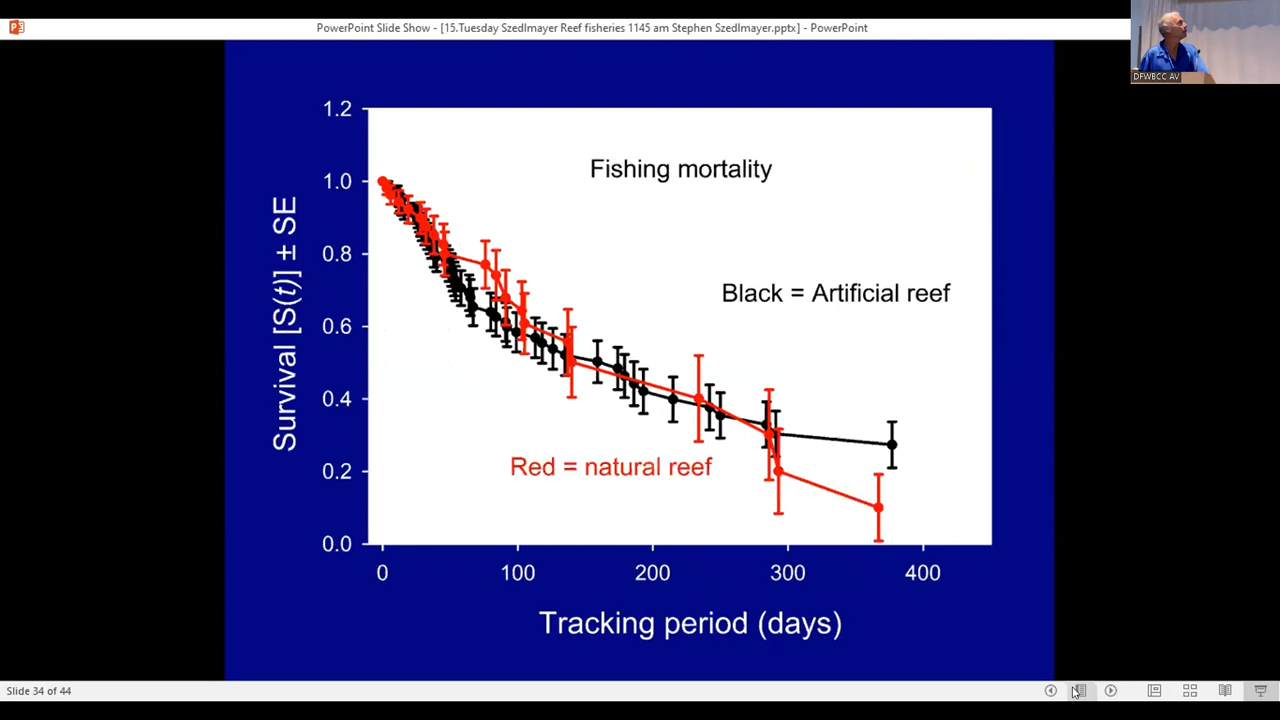 PowerPoint Slide Show - [15.Tuesday Szedlmayer Reef fisheries 1145 am Stephen Szedlmayer.pptx] - PowerPoint
DFWBCC AV
Fishing mortality
Black = Artificial reef
Red = natural reef
Survival [S(t)] ± SE
1.2
1.0
0.8
0.6
0.4
0.2
0.0
0 100 200 300 400
Tracking period (days)
Slide 34 of 44